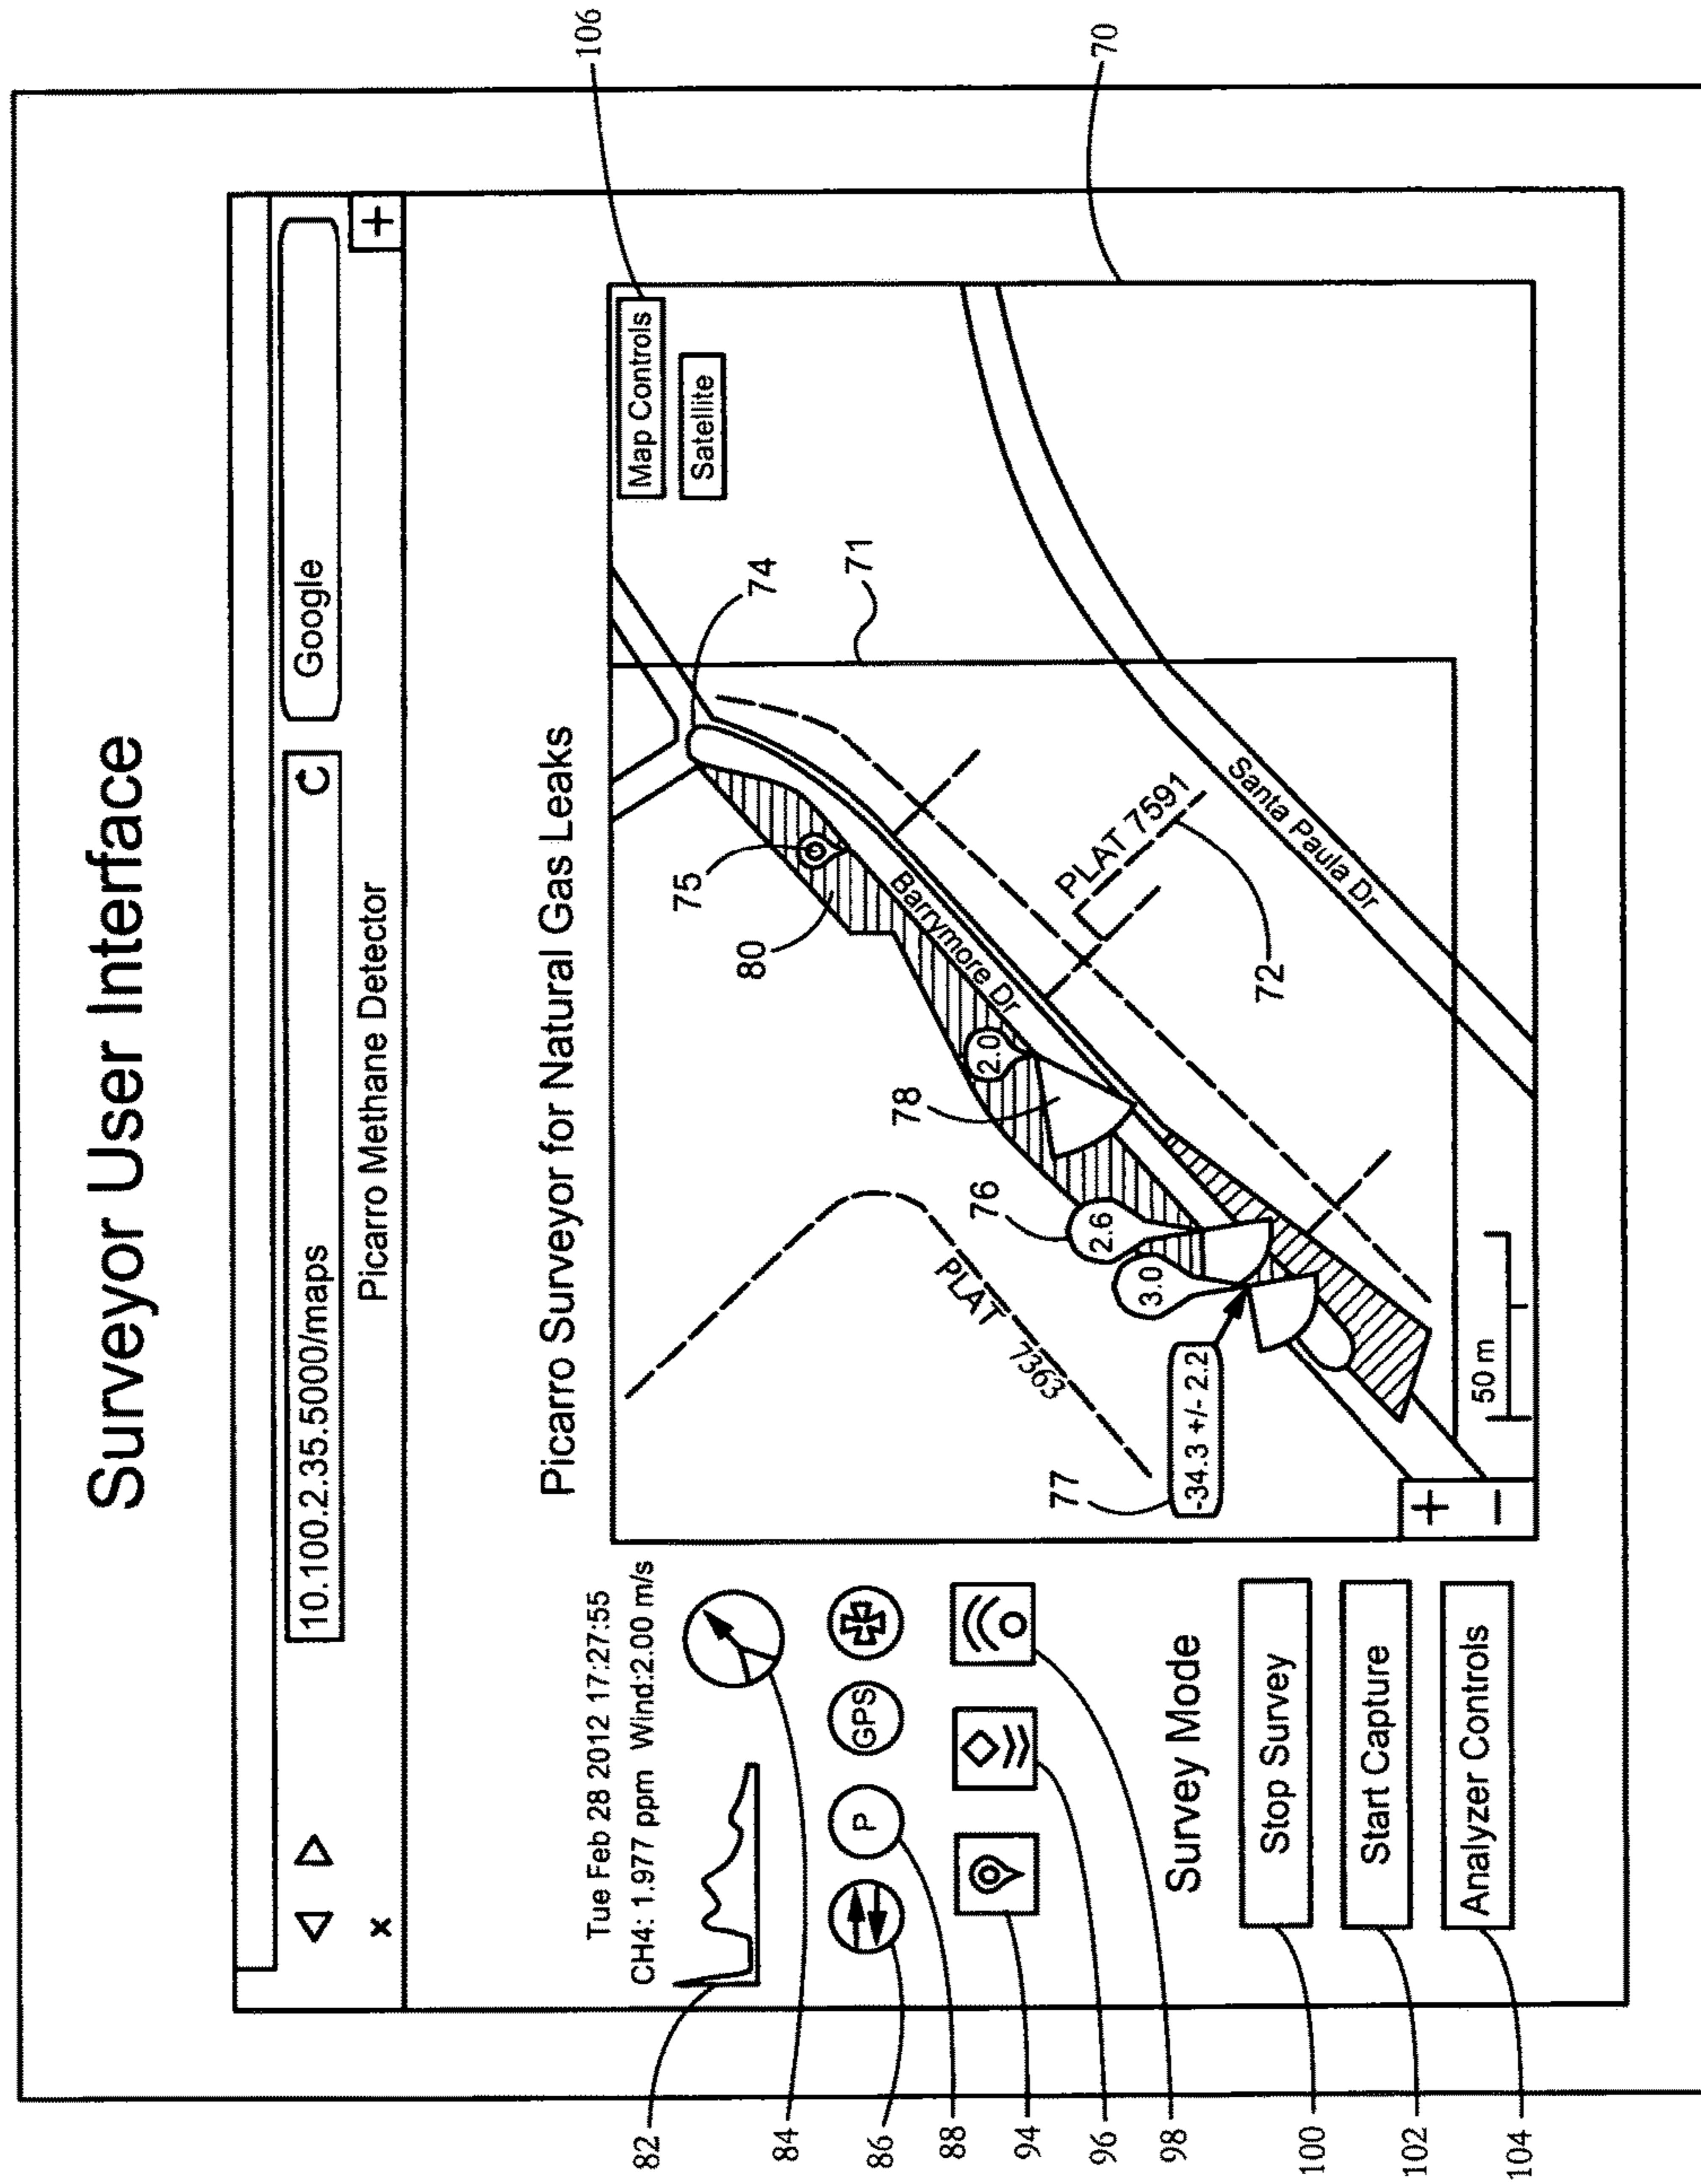 Surveyor User Interface
10.100.2.35.5000/maps
C
Google
x
Picarro Methane Detector
+
Picarro Surveyor for Natural Gas Leaks
Tue Feb 28 2012 17:27:55
CH4: 1.977 ppm Wind:2.00 m/s
82
84
P
GPS
86
88
94
96
98
Survey Mode
Stop Survey
Start Capture
Analyzer Controls
100
102
104
Map Controls
Satellite
106
74
75
71
80
Barrymore Dr
2.0
78
76
2.6
3.0
PLAT 7363
PLAT 7591
72
Santa Paula Dr
77
-34.3 +/- 2.2
+
−
50 m
70